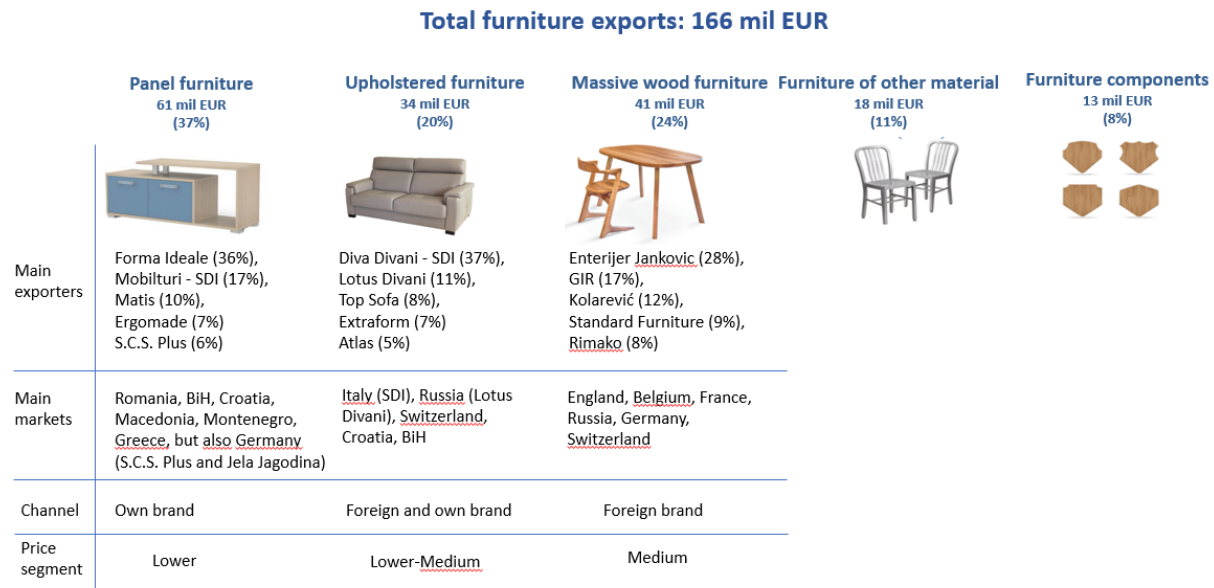 Total furniture exports: 166 mil EUR
Panel furniture
61 mil EUR
(37%)
Upholstered furniture
34 mil EUR
(20%)
Massive wood furniture
41 mil EUR
(24%)
Furniture of other material
18 mil EUR
(11%)
Furniture components
13 mil EUR
(8%)
Main
exporters
Forma Ideale (36%),
Mobilturi - SDI (17%),
Matis (10%),
Ergomade (7%)
S.C.S. Plus (6%)
Diva Divani - SDI (37%),
Lotus Divani (11%),
Top Sofa (8%),
Extraform (7%)
Atlas (5%)
Enterijer Jankovic (28%),
GIR (17%),
Kolarević (12%),
Standard Furniture (9%),
Rimako (8%)
Main
markets
Romania, BiH, Croatia,
Macedonia, Montenegro,
Greece, but also Germany
(S.C.S. Plus and Jela Jagodina)
Italy (SDI), Russia (Lotus
Divani), Switzerland,
Croatia, BiH
England, Belgium, France,
Russia, Germany,
Switzerland
Channel
Own brand
Foreign and own brand
Foreign brand
Price
segment
Lower
Lower-Medium
Medium